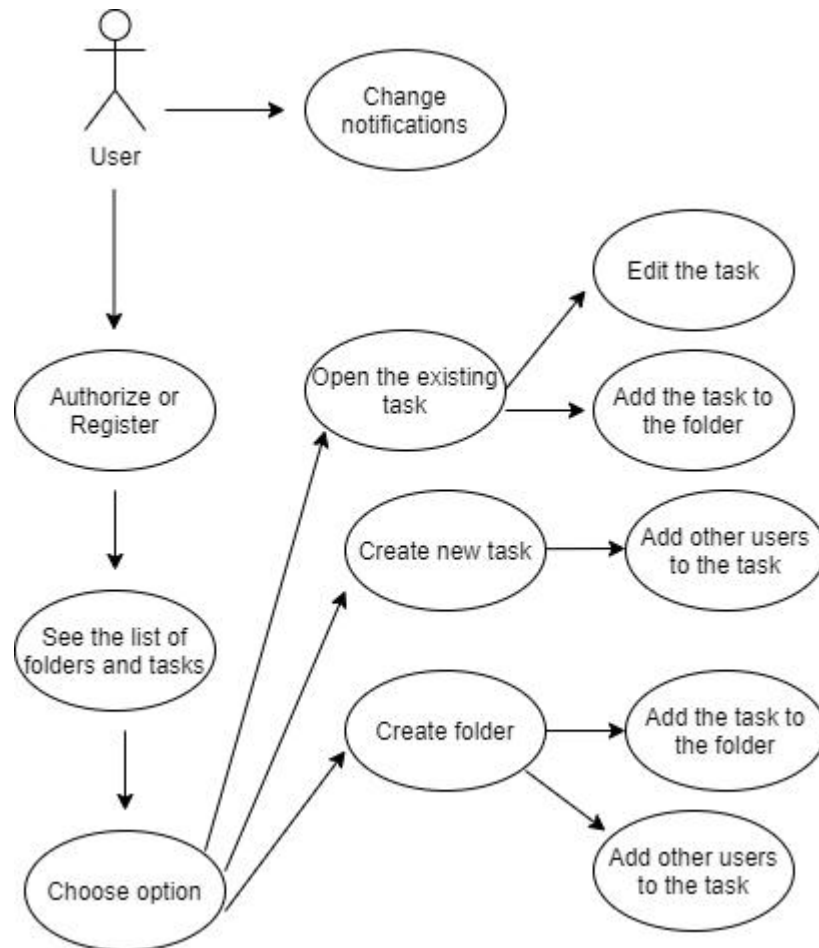 Change
notifications
User
Edit the task
Open the existing
task
Add the task to
the folder
Authorize or
Register
Create new task
Add other users
to the task
See the list of
folders and tasks
Create folder
Add the task to
the folder
Choose option
Add other users
to the task